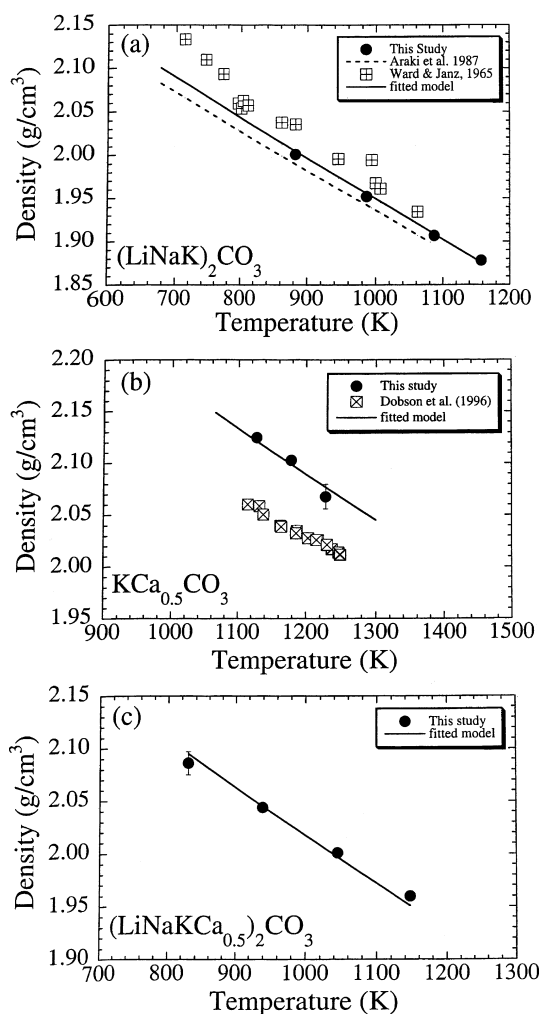 (a)
This Study
Araki et al. 1987
Ward & Janz, 1965
fitted model
2.15
2.10
2.05
2.00
1.95
1.90
1.85
Density (g/cm³)
(LiNaK)₂CO₃
600 700 800 900 1000 1100 1200
Temperature (K)
(b)
This study
Dobson et al. (1996)
fitted model
2.20
2.15
2.10
2.05
2.00
1.95
Density (g/cm³)
KCa₀.₅CO₃
900 1000 1100 1200 1300 1400 1500
Temperature (K)
(c)
This study
fitted model
2.15
2.10
2.05
2.00
1.95
1.90
Density (g/cm³)
(LiNaKCa₀.₅)₂CO₃
700 800 900 1000 1100 1200 1300
Temperature (K)